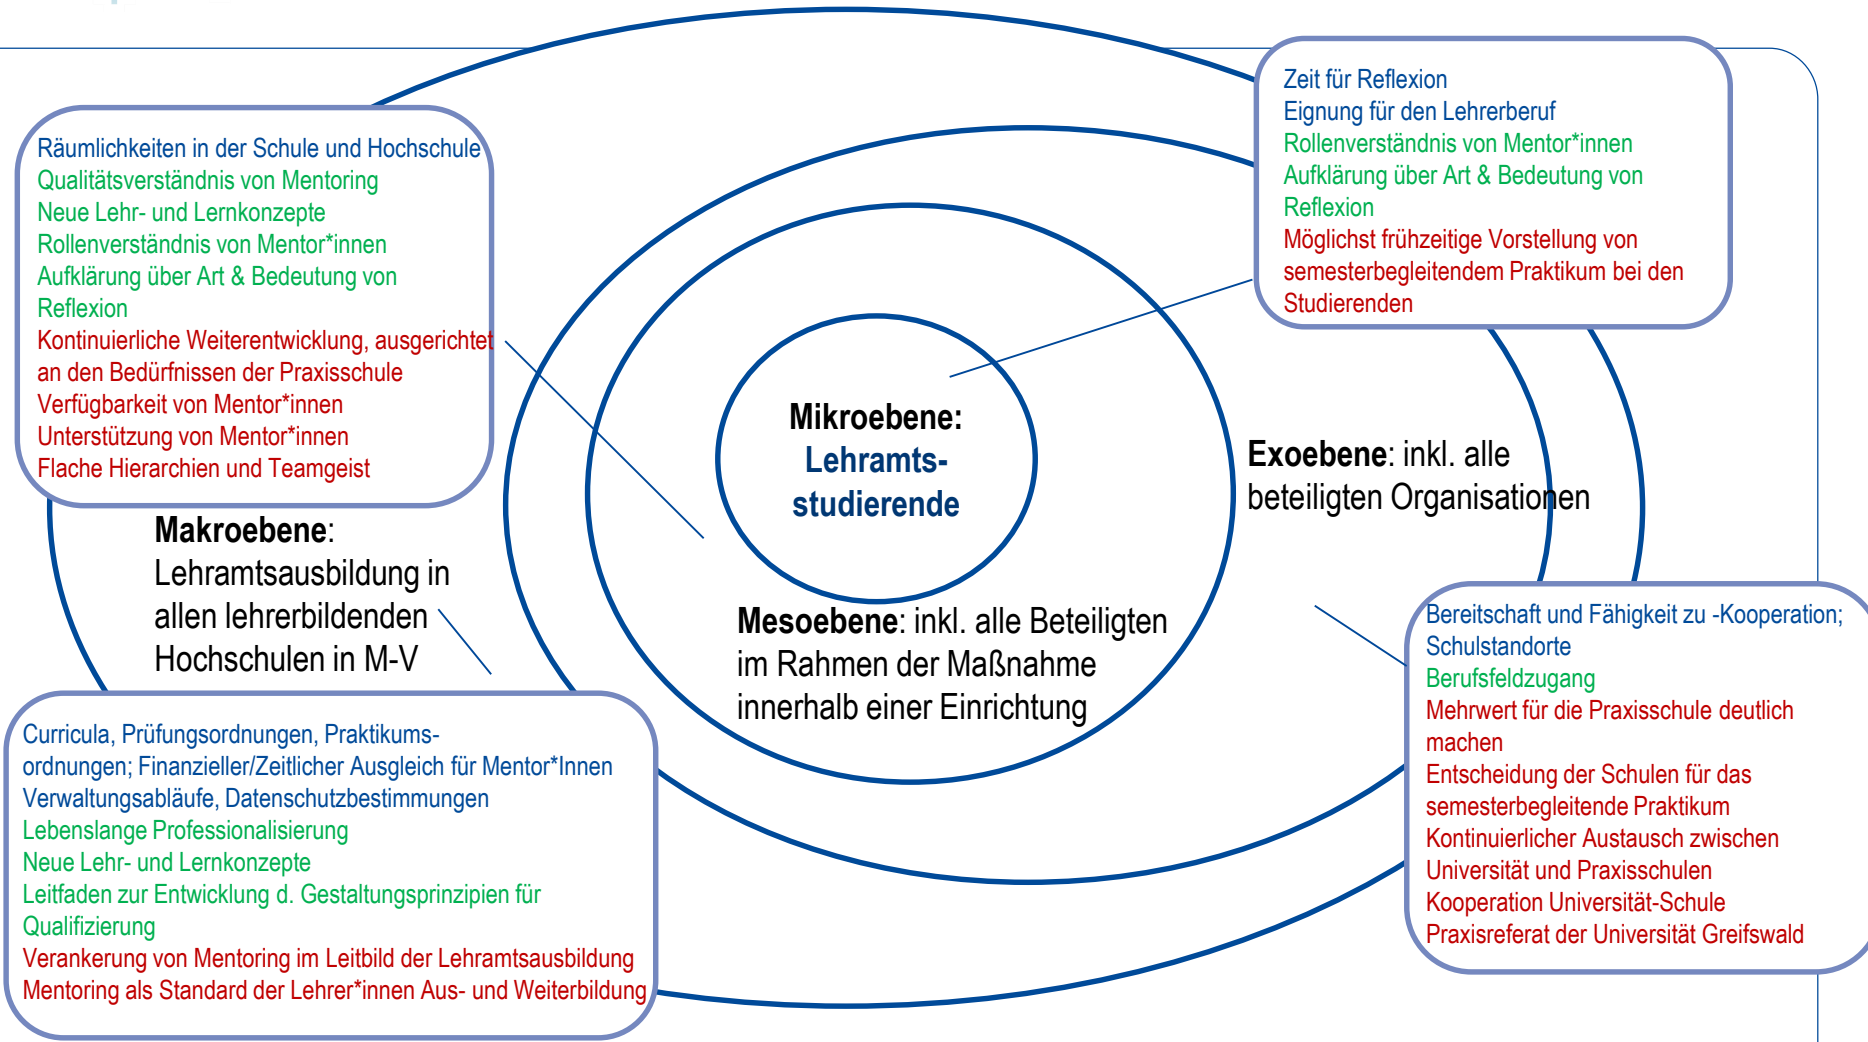 Zeit für Reflexion
Eignung für den Lehrerberuf
Rollenverständnis von Mentor*innen
Aufklärung über Art & Bedeutung von
Reflexion
Möglichst frühzeitige Vorstellung von
semesterbegleitendem Praktikum bei den
Studierenden
Räumlichkeiten in der Schule und Hochschule
Qualitätsverständnis von Mentoring
Neue Lehr- und Lernkonzepte
Rollenverständnis von Mentor*innen
Aufklärung über Art & Bedeutung von
Reflexion
Kontinuierliche Weiterentwicklung, ausgerichtet
an den Bedürfnissen der Praxisschule
Verfügbarkeit von Mentor*innen
Unterstützung von Mentor*innen
Flache Hierarchien und Teamgeist
Mikroebene:
Lehramts-
studierende
Exoebene: inkl. alle
beteiligten Organisationen
Makroebene:
Lehramtsausbildung in
allen lehrerbildenden
Hochschulen in M-V
Mesoebene: inkl. alle Beteiligten
im Rahmen der Maßnahme
innerhalb einer Einrichtung
Bereitschaft und Fähigkeit zu -Kooperation;
Schulstandorte
Berufsfeldzugang
Mehrwert für die Praxisschule deutlich
machen
Entscheidung der Schulen für das
semesterbegleitende Praktikum
Kontinuierlicher Austausch zwischen
Universität und Praxisschulen
Kooperation Universität-Schule
Praxisreferat der Universität Greifswald
Curricula, Prüfungsordnungen, Praktikums-
ordnungen; Finanzieller/Zeitlicher Ausgleich für Mentor*Innen
Verwaltungsabläufe, Datenschutzbestimmungen
Lebenslange Professionalisierung
Neue Lehr- und Lernkonzepte
Leitfaden zur Entwicklung d. Gestaltungsprinzipien für
Qualifizierung
Verankerung von Mentoring im Leitbild der Lehramtsausbildung
Mentoring als Standard der Lehrer*innen Aus- und Weiterbildung